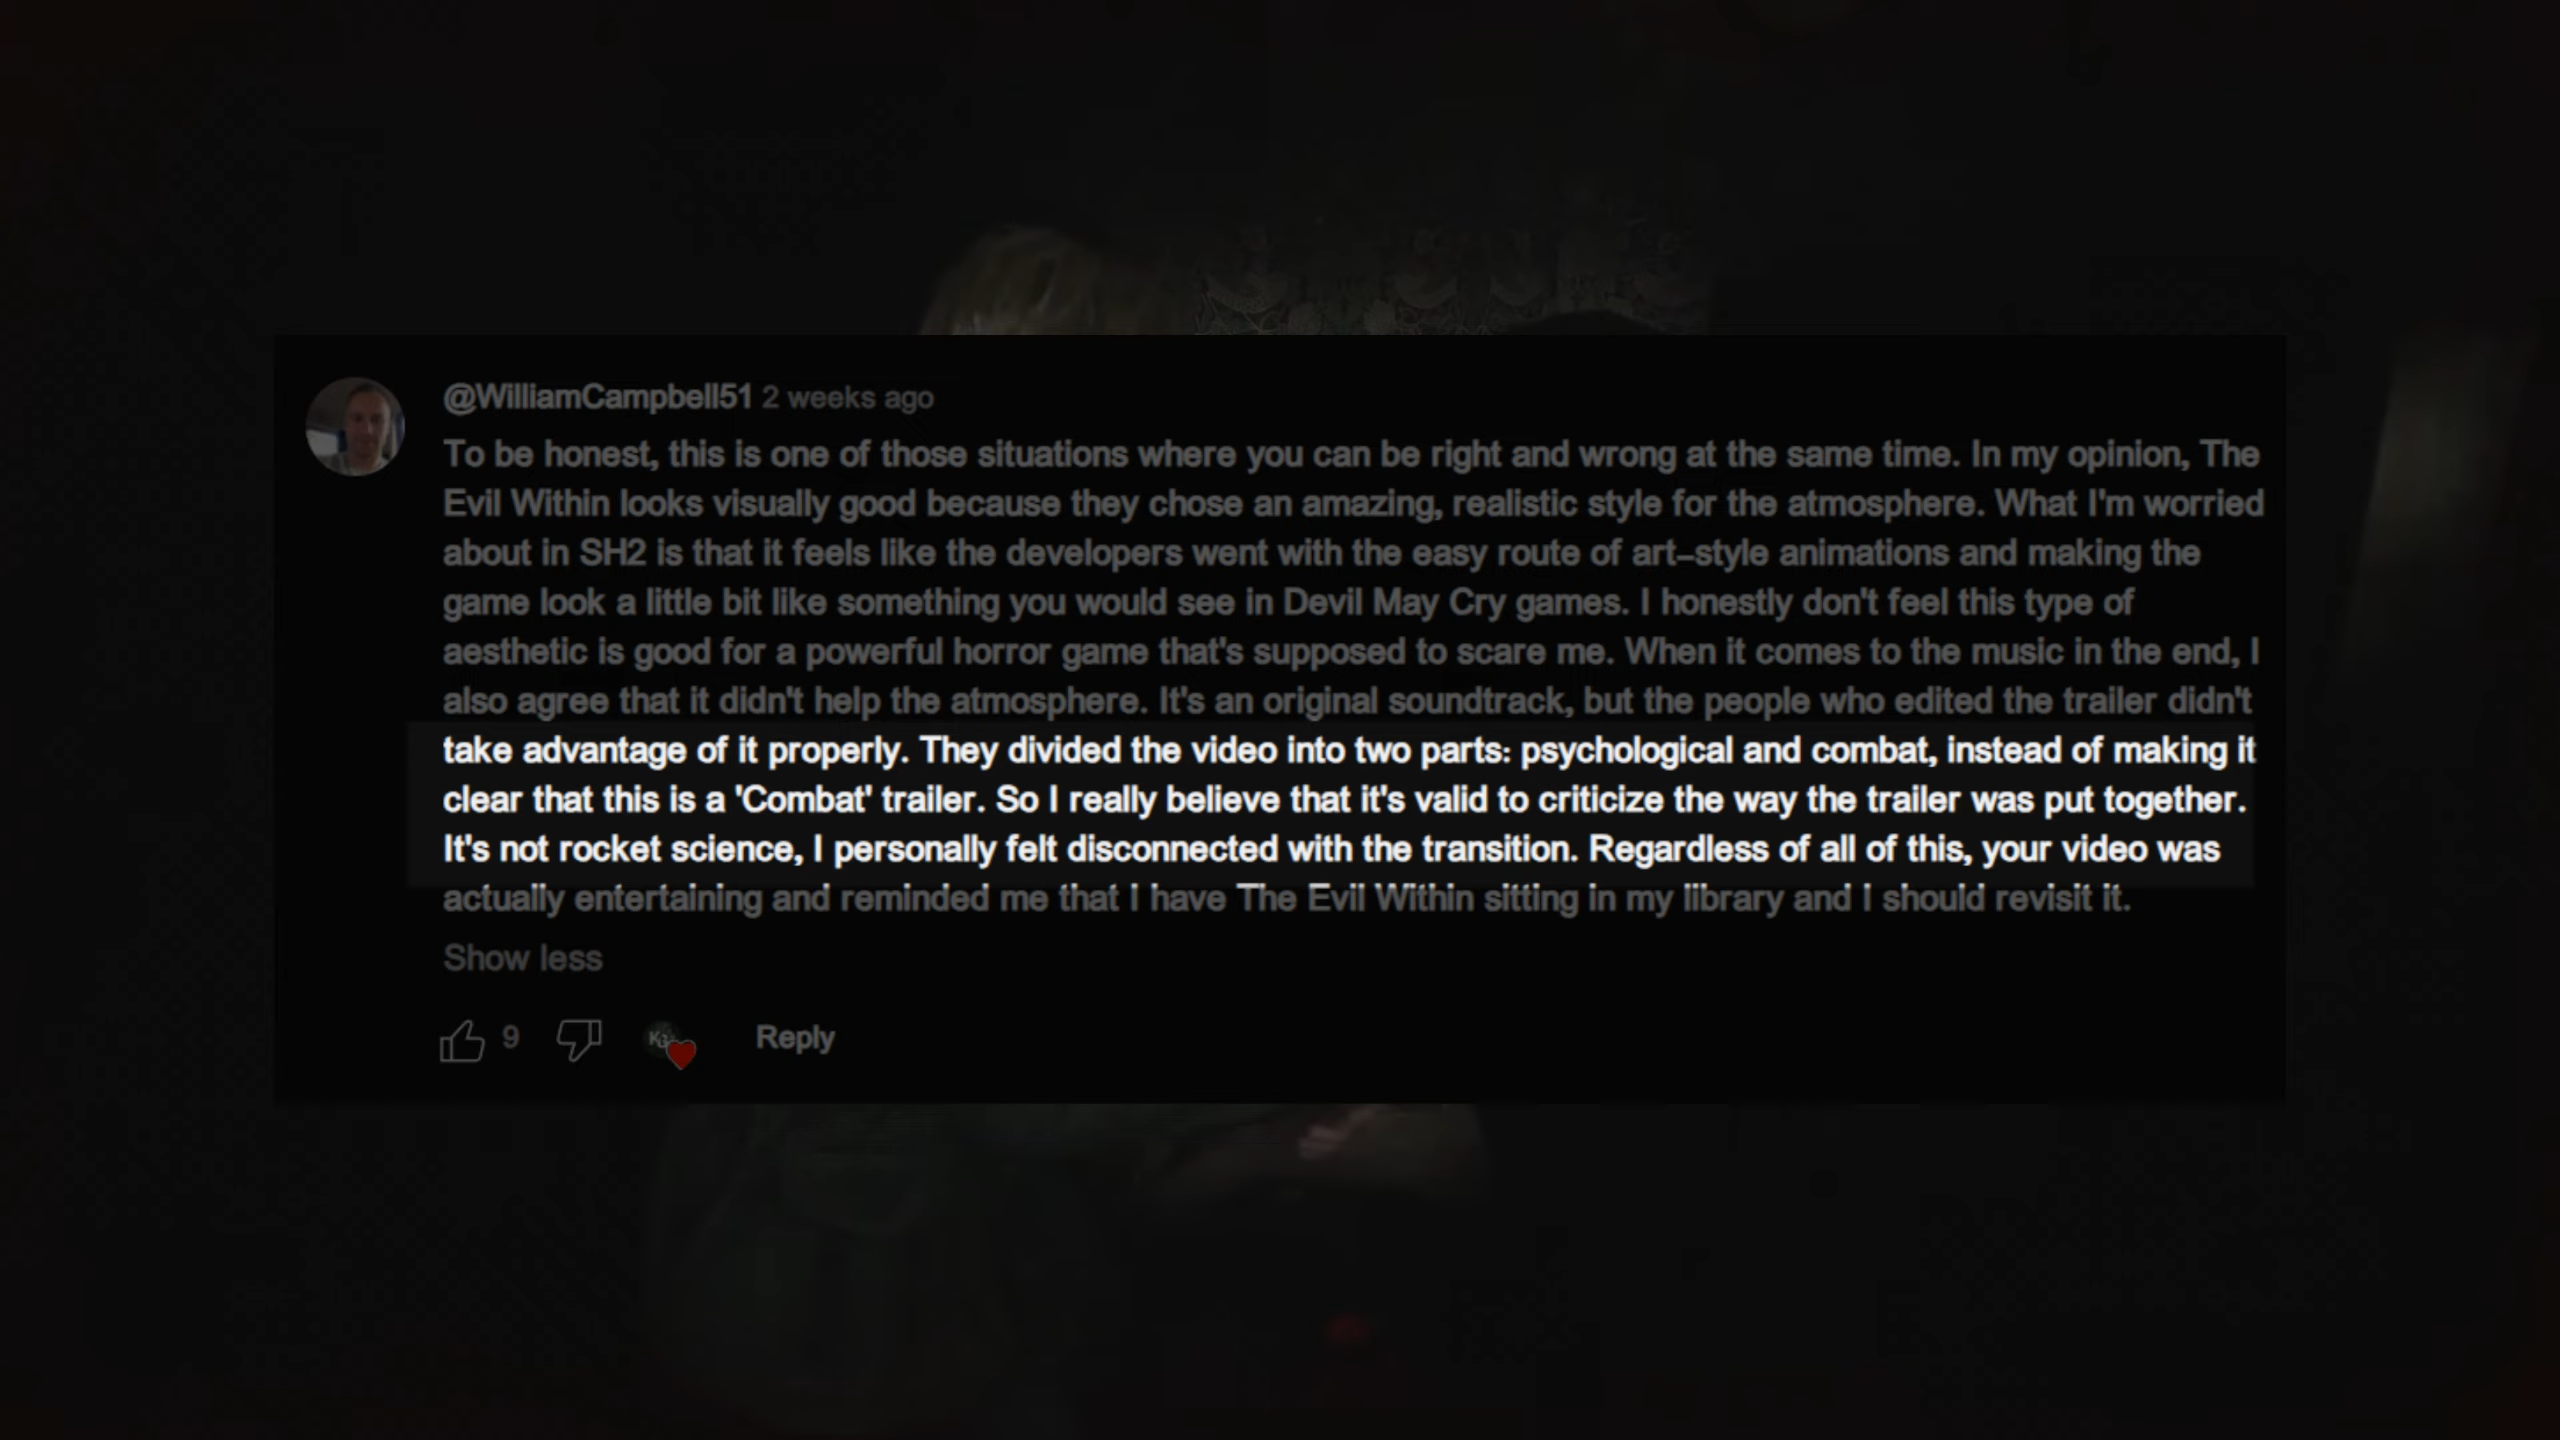 @WilliamCampbell51 2 weeks ago
To be honest, this is one of those situations where you can be right and wrong at the same time. In my opinion, The
Evil Within looks visually good because they chose an amazing, realistic style for the atmosphere. What I'm worried
about in SH2 is that it feels like the developers went with the easy route of art–style animations and making the
game look a little bit like something you would see in Devil May Cry games. I honestly don't feel this type of
aesthetic is good for a powerful horror game that's supposed to scare me. When it comes to the music in the end, I
also agree that it didn't help the atmosphere. It's an original soundtrack, but the people who edited the trailer didn't
take advantage of it properly. They divided the video into two parts: psychological and combat, instead of making it
clear that this is a 'Combat' trailer. So I really believe that it's valid to criticize the way the trailer was put together.
It's not rocket science, I personally felt disconnected with the transition. Regardless of all of this, your video was
actually entertaining and reminded me that I have The Evil Within sitting in my library and I should revisit it.
Show less
9 Reply